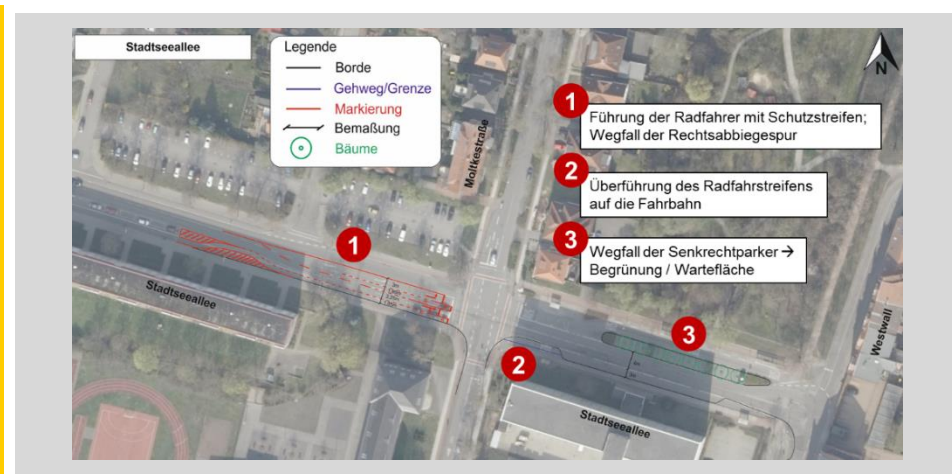 Stadtseeallee
Legende
Borde
Gehweg/Grenze
Markierung
Bemaßung
Bäume
N
1
Führung der Radfahrer mit Schutzstreifen;
Wegfall der Rechtsabbiegespur
2
Überführung des Radfahrstreifens
auf die Fahrbahn
3
Wegfall der Senkrechtparker →
Begrünung / Wartefläche
Moltkestraße
1
Stadtseeallee
2
3
Stadtseeallee
Westwall